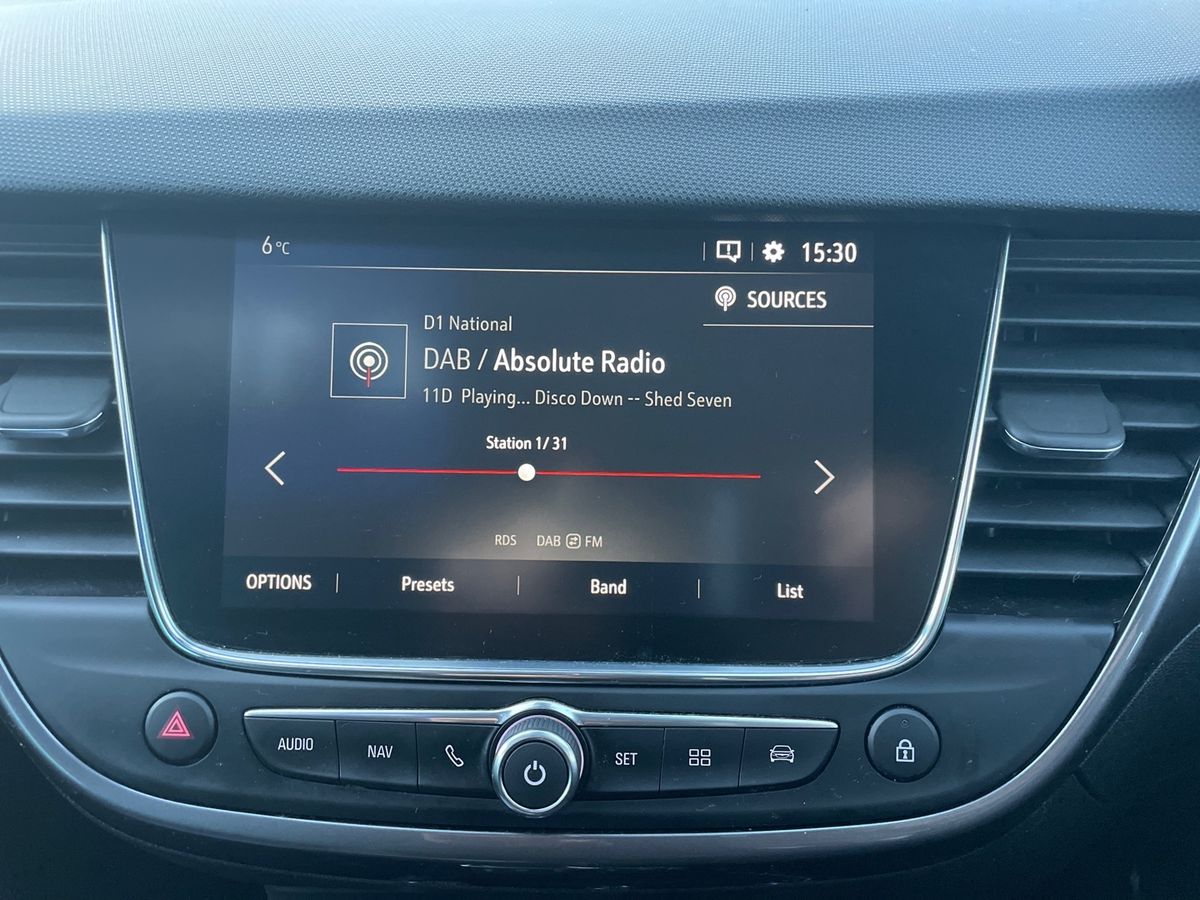 6°C
15:30
SOURCES
D1 National
DAB / Absolute Radio
11D Playing... Disco Down -- Shed Seven
Station 1/ 31
RDS DAB FM
OPTIONS Presets Band List
AUDIO NAV SET